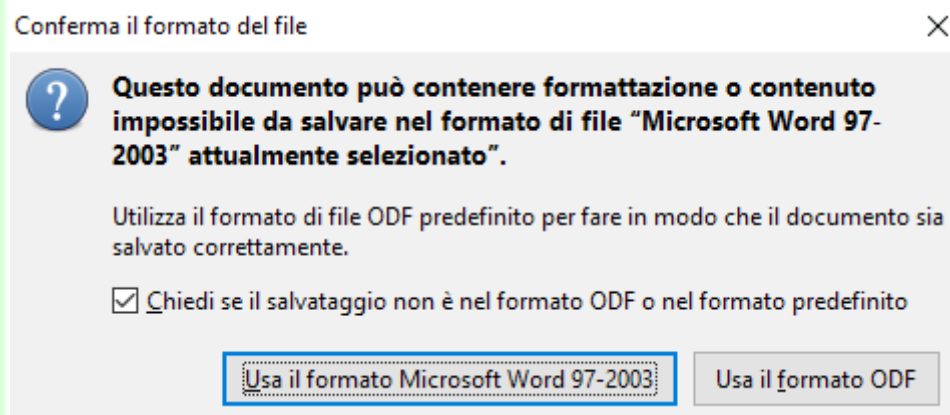 Conferma il formato del file
Questo documento può contenere formattazione o contenuto
impossibile da salvare nel formato di file “Microsoft Word 97-
2003” attualmente selezionato”.
Utilizza il formato di file ODF predefinito per fare in modo che il documento sia
salvato correttamente.
Chiedi se il salvataggio non è nel formato ODF o nel formato predefinito
Usa il formato Microsoft Word 97-2003
Usa il formato ODF